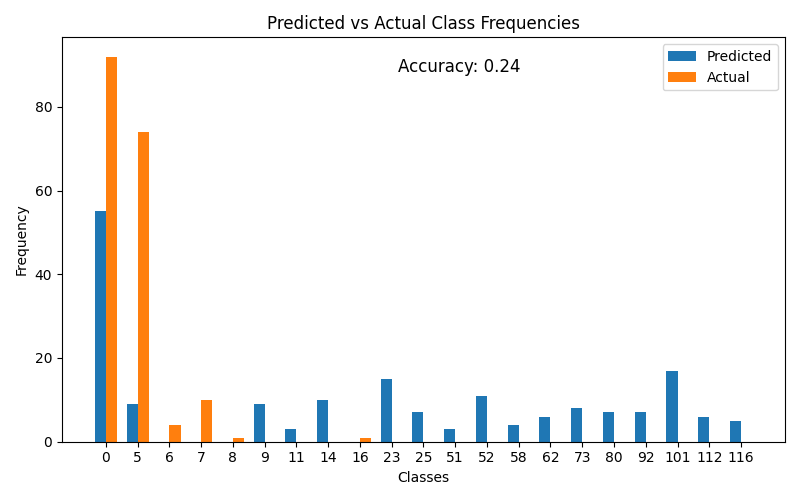 Predicted vs Actual Class Frequencies
Accuracy: 0.24
Predicted
Actual
80
60
40
20
0
Frequency
0 5 6 7 8 9 11 14 16 23 25 51 52 58 62 73 80 92 101 112 116
Classes